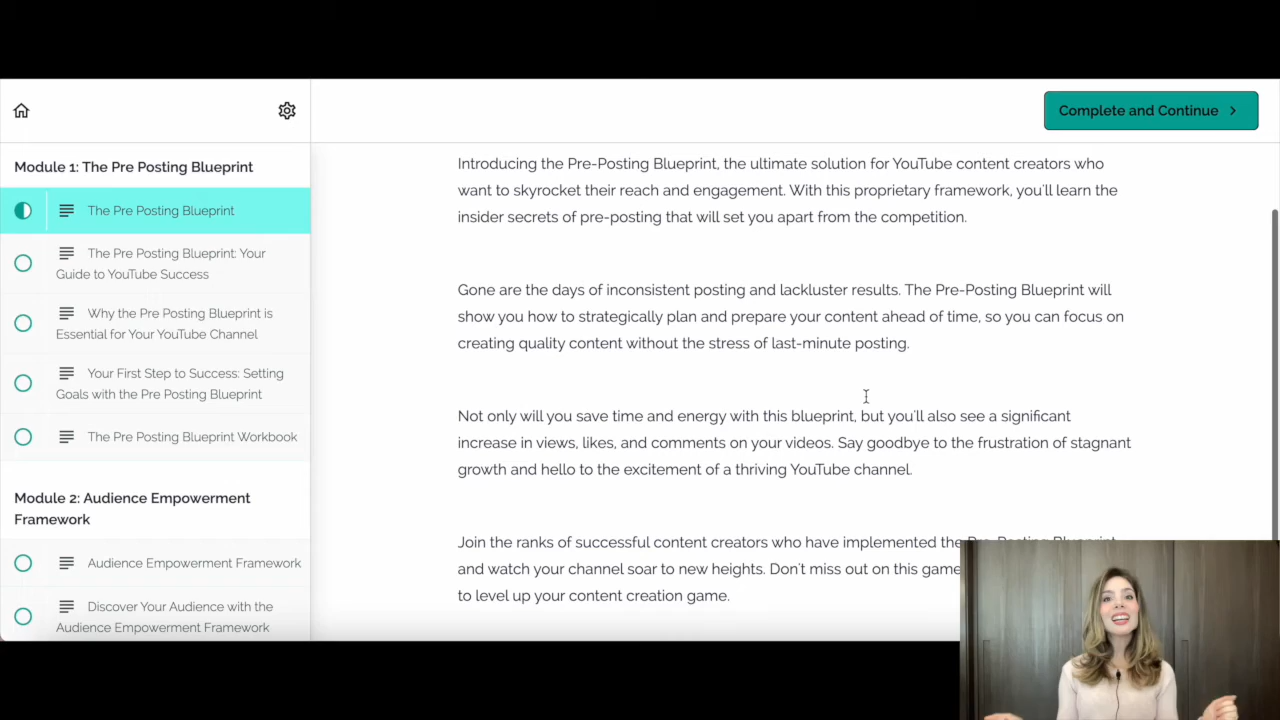 Complete and Continue
Module 1: The Pre Posting Blueprint
The Pre Posting Blueprint
The Pre Posting Blueprint: Your
Guide to YouTube Success
Why the Pre Posting Blueprint is
Essential for Your YouTube Channel
Your First Step to Success: Setting
Goals with the Pre Posting Blueprint
The Pre Posting Blueprint Workbook
Module 2: Audience Empowerment
Framework
Audience Empowerment Framework
Discover Your Audience with the
Audience Empowerment Framework
Introducing the Pre-Posting Blueprint, the ultimate solution for YouTube content creators who
want to skyrocket their reach and engagement. With this proprietary framework, you'll learn the
insider secrets of pre-posting that will set you apart from the competition.
Gone are the days of inconsistent posting and lackluster results. The Pre-Posting Blueprint will
show you how to strategically plan and prepare your content ahead of time, so you can focus on
creating quality content without the stress of last-minute posting.
Not only will you save time and energy with this blueprint, but you'll also see a significant
increase in views, likes, and comments on your videos. Say goodbye to the frustration of stagnant
growth and hello to the excitement of a thriving YouTube channel.
Join the ranks of successful content creators who have implemented the Pre-Posting Blueprint
and watch your channel soar to new heights. Don't miss out on this game
to level up your content creation game.